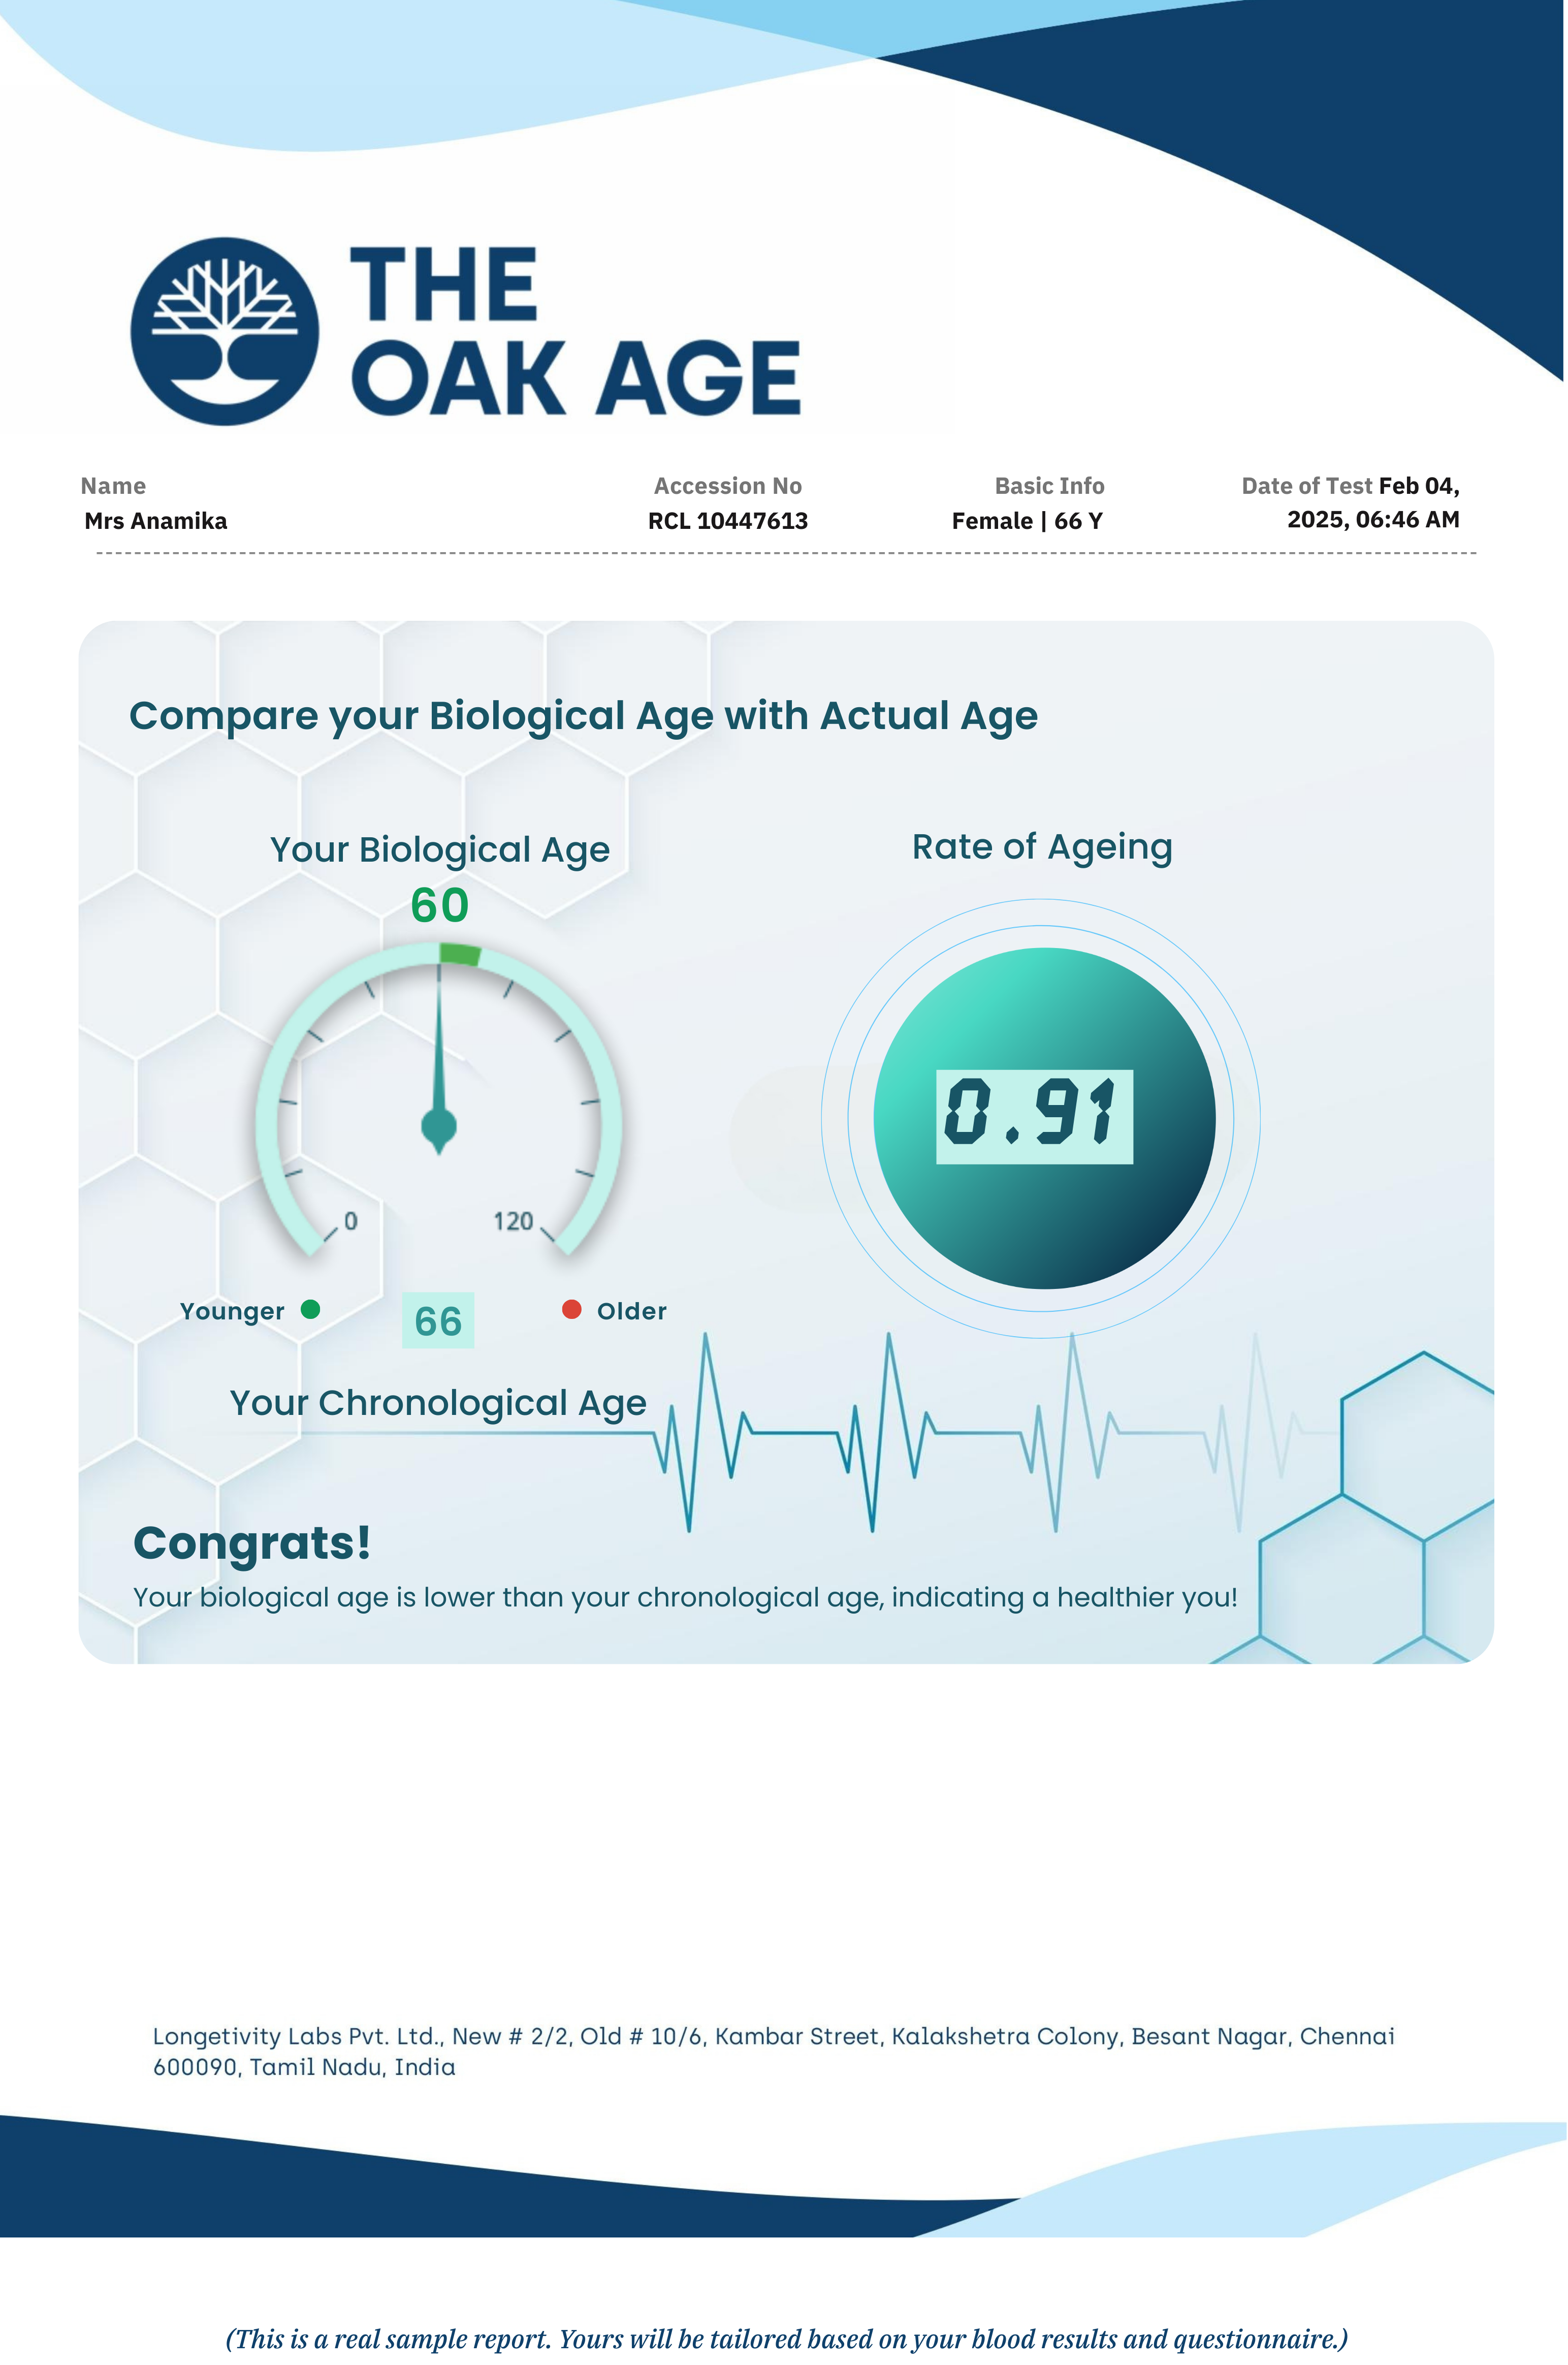 THE
OAK AGE
Name
Mrs Anamika
Accession No
RCL 10447613
Basic Info
Female | 66 Y
Date of Test Feb 04,
2025, 06:46 AM
Compare your Biological Age with Actual Age
Your Biological Age
60
0
120
Younger
66
Older
Your Chronological Age
Rate of Ageing
0.91
Congrats!
Your biological age is lower than your chronological age, indicating a healthier you!
Longetivity Labs Pvt. Ltd., New # 2/2, Old # 10/6, Kambar Street, Kalakshetra Colony, Besant Nagar, Chennai
600090, Tamil Nadu, India
(This is a real sample report. Yours will be tailored based on your blood results and questionnaire.)